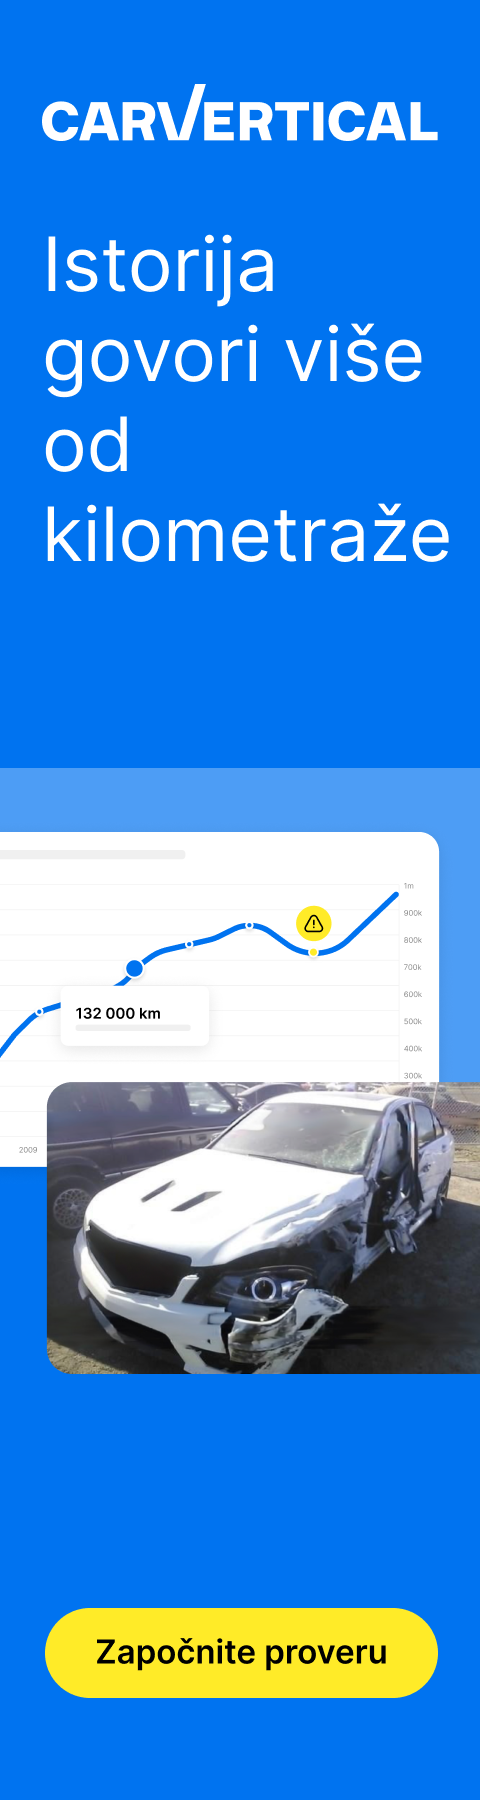 CARVERTICAL
Istorija
govori više
od
kilometraže
1m
900k
800k
700k
600k
132 000 km
500k
400k
300k
2009
Započnite proveru